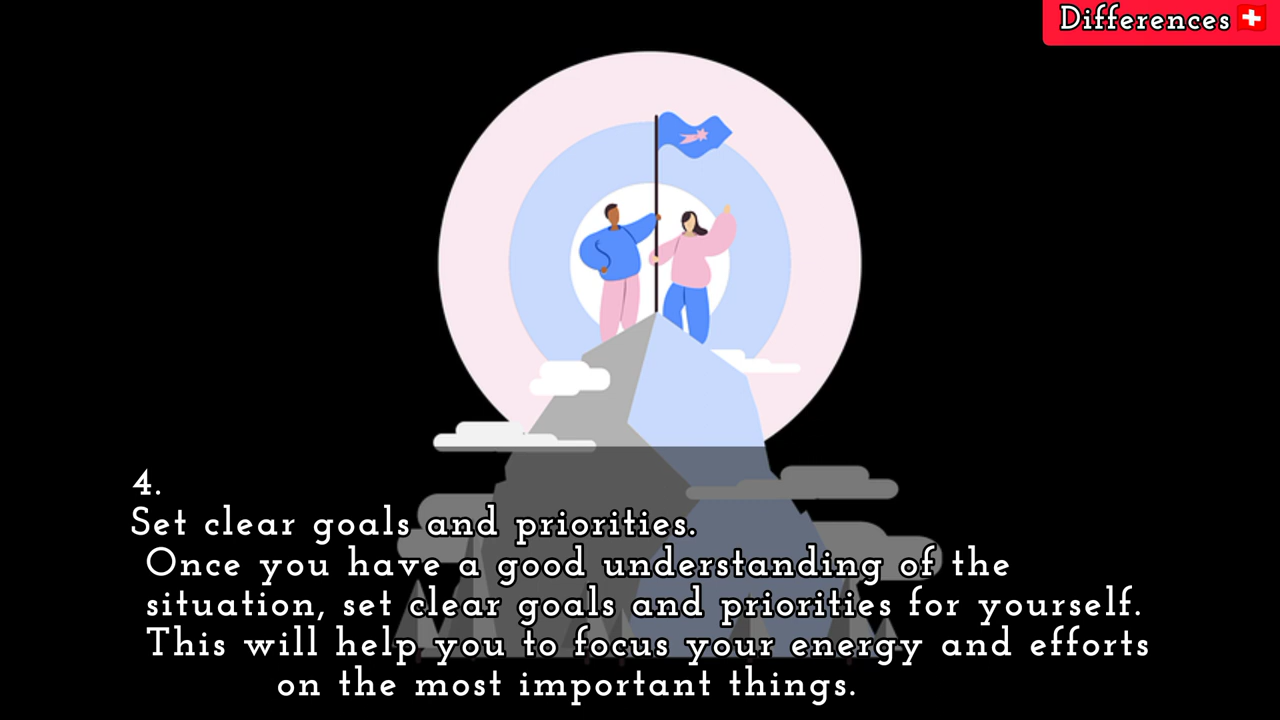 Differences
4.
Set clear goals and priorities.
Once you have a good understanding of the
situation, set clear goals and priorities for yourself.
This will help you to focus your energy and efforts
on the most important things.